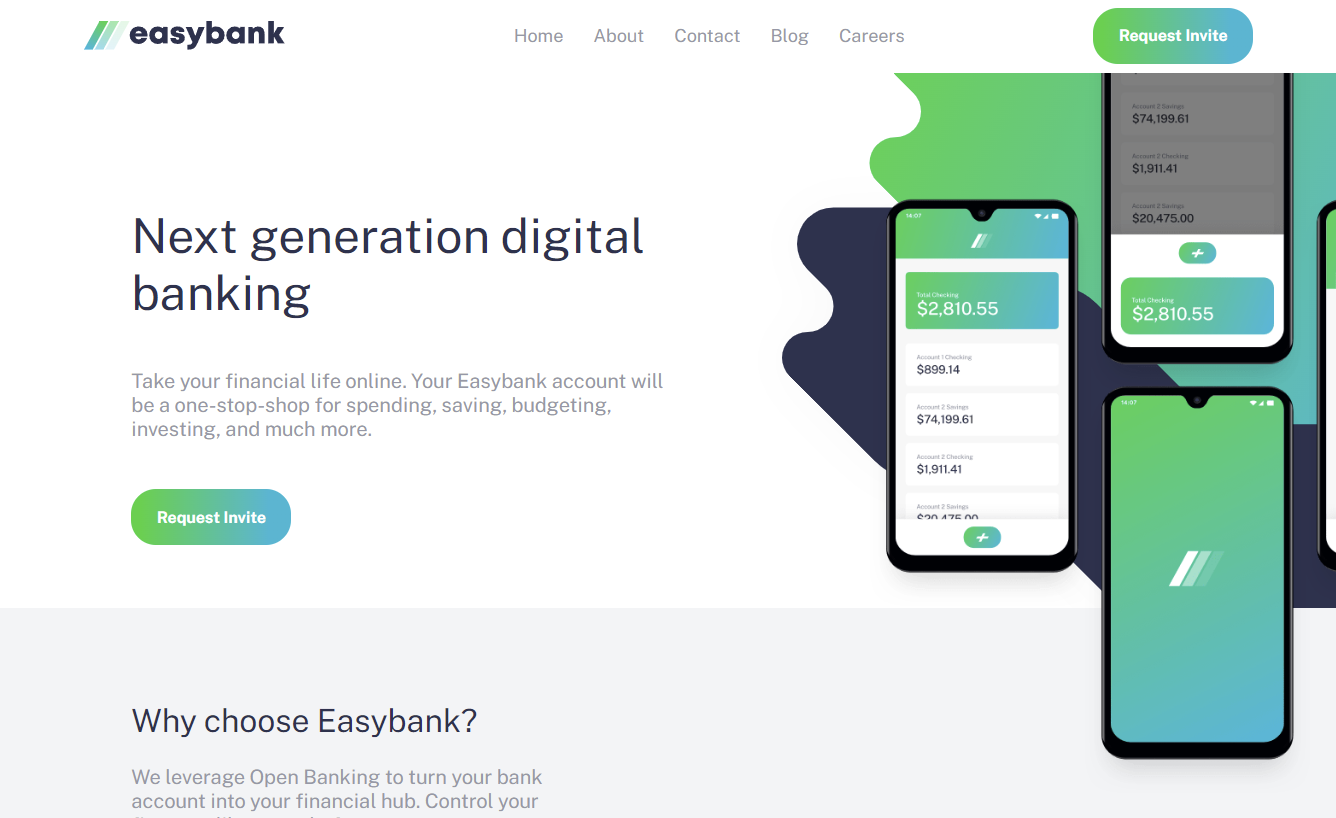 easybank
Home About Contact Blog Careers
Request Invite
Next generation digital
banking
Take your financial life online. Your Easybank account will
be a one-stop-shop for spending, saving, budgeting,
investing, and much more.
Request Invite
14:07
Total Checking
$2,810.55
Account 1 Checking
$899.14
Account 2 Savings
$74,199.61
Account 2 Checking
$1,911.41
Account 2 Savings
$20,475.00
Account 2 Savings
$74,199.61
Account 2 Checking
$1,911.41
Account 2 Savings
$20,475.00
Total Checking
$2,810.55
14:07
Why choose Easybank?
We leverage Open Banking to turn your bank
account into your financial hub. Control your